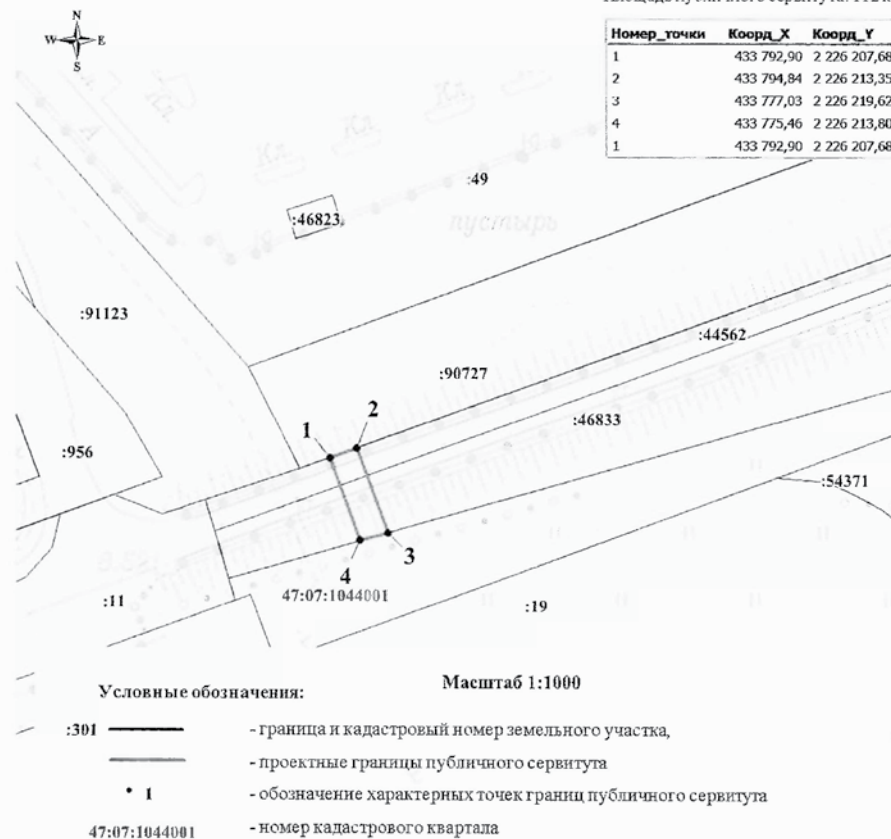 N
W E
S
Номер_точки Коорд_X Коорд_Y
1 433 792,90 2 226 207,68
2 433 794,84 2 226 213,35
3 433 777,03 2 226 219,62
4 433 775,46 2 226 213,80
1 433 792,90 2 226 207,68
Кл.
Кл.
Кл.
:49
:46823
пустырь
:91123
:44562
:90727
:46833
1 2
:956
:54371
3
4
47:07:1044001
:11
:19
Масштаб 1:1000
Условные обозначения:
:301 - граница и кадастровый номер земельного участка,
- проектные границы публичного сервитута
1 - обозначение характерных точек границ публичного сервитута
47:07:1044001 - номер кадастрового квартала